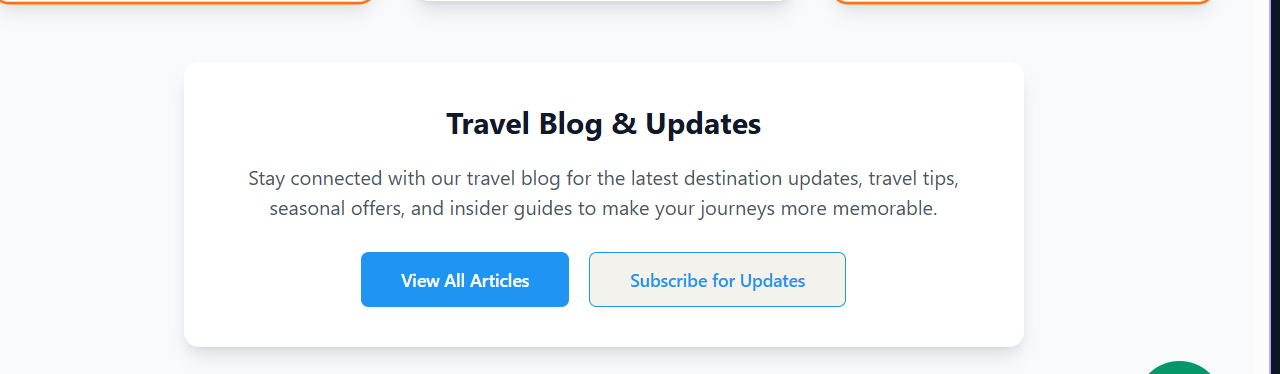 Travel Blog & Updates
Stay connected with our travel blog for the latest destination updates, travel tips,
seasonal offers, and insider guides to make your journeys more memorable.
View All Articles
Subscribe for Updates